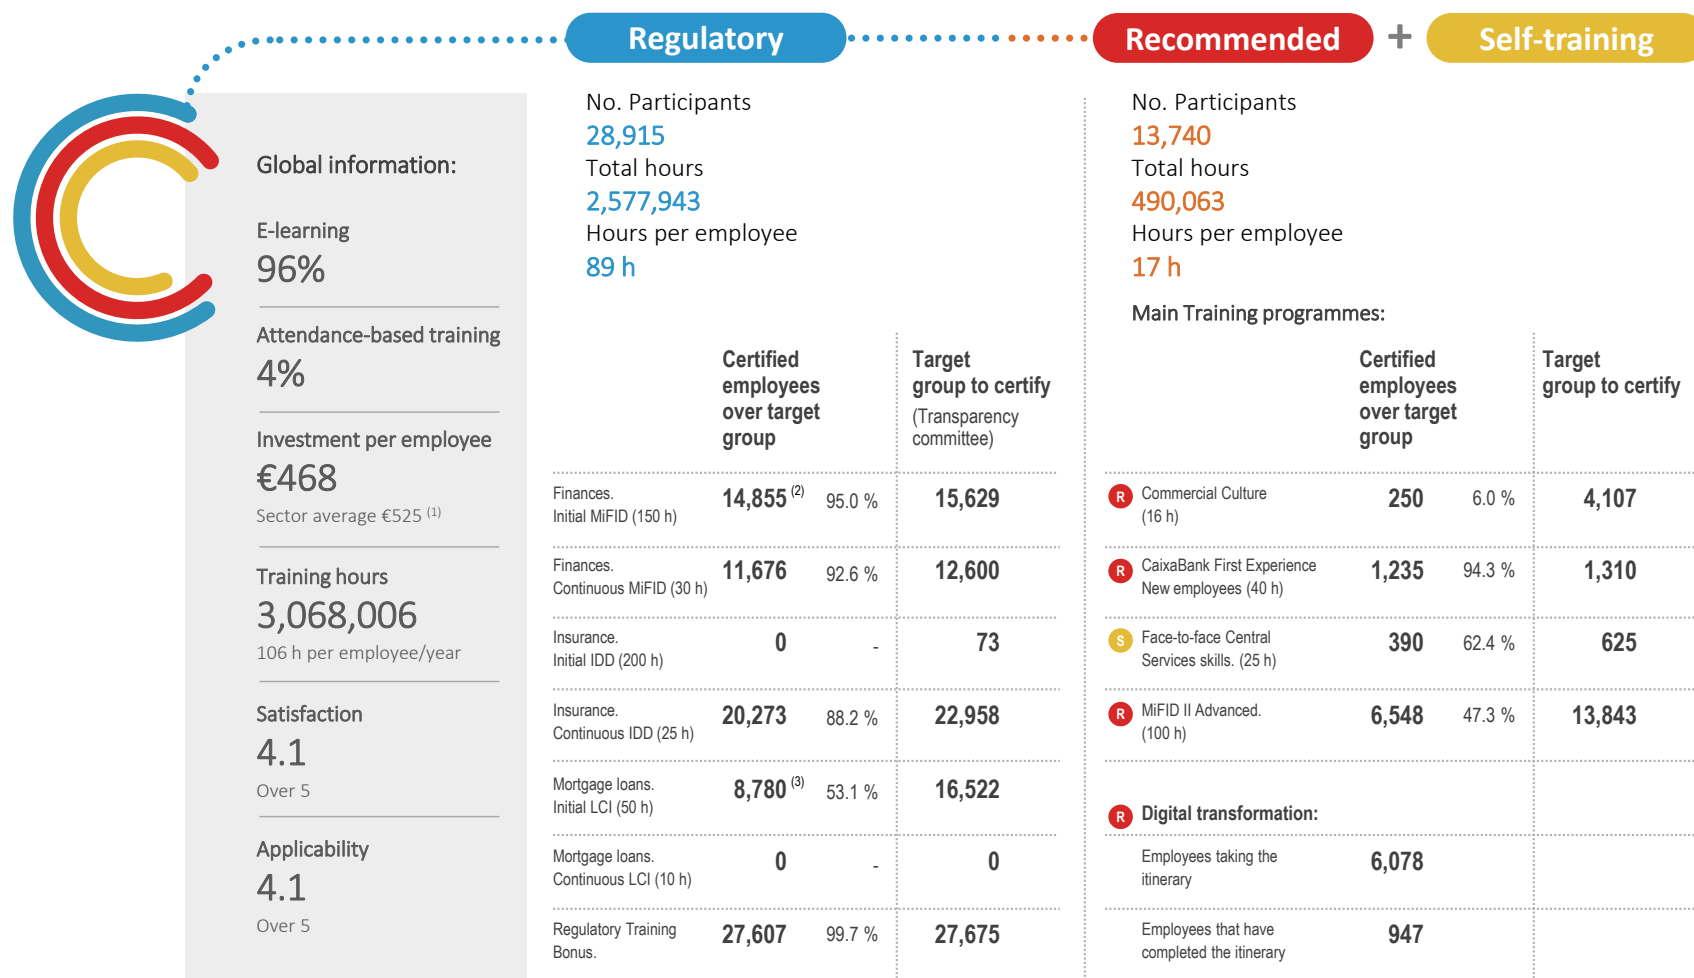 Regulatory
Recommended
+
Self-training
Global information:
E-learning
96%
Attendance-based training
4%
Investment per employee
€468
Sector average €525 (1)
Training hours
3,068,006
106 h per employee/year
Satisfaction
4.1
Over 5
Applicability
4.1
Over 5
No. Participants
28,915
Total hours
2,577,943
Hours per employee
89 h
Certified
employees
over target
group
Target
group to certify
(Transparency
committee)
Finances.
Initial MiFID (150 h)
14,855 (2) 95.0 % 15,629
Finances.
Continuous MiFID (30 h)
11,676 92.6 % 12,600
Insurance.
Initial IDD (200 h)
0 - 73
Insurance.
Continuous IDD (25 h)
20,273 88.2 % 22,958
Mortgage loans.
Initial LCI (50 h)
8,780 (3) 53.1 % 16,522
Mortgage loans.
Continuous LCI (10 h)
0 - 0
Regulatory Training
Bonus.
27,607 99.7 % 27,675
No. Participants
13,740
Total hours
490,063
Hours per employee
17 h
Main Training programmes:
Certified
employees
over target
group
Target
group to certify
R Commercial Culture
(16 h)
250 6.0 % 4,107
R CaixaBank First Experience
New employees (40 h)
1,235 94.3 % 1,310
S Face-to-face Central
Services skills. (25 h)
390 62.4 % 625
R MiFID II Advanced.
(100 h)
6,548 47.3 % 13,843
R Digital transformation:
Employees taking the
itinerary
6,078
Employees that have
completed the itinerary
947